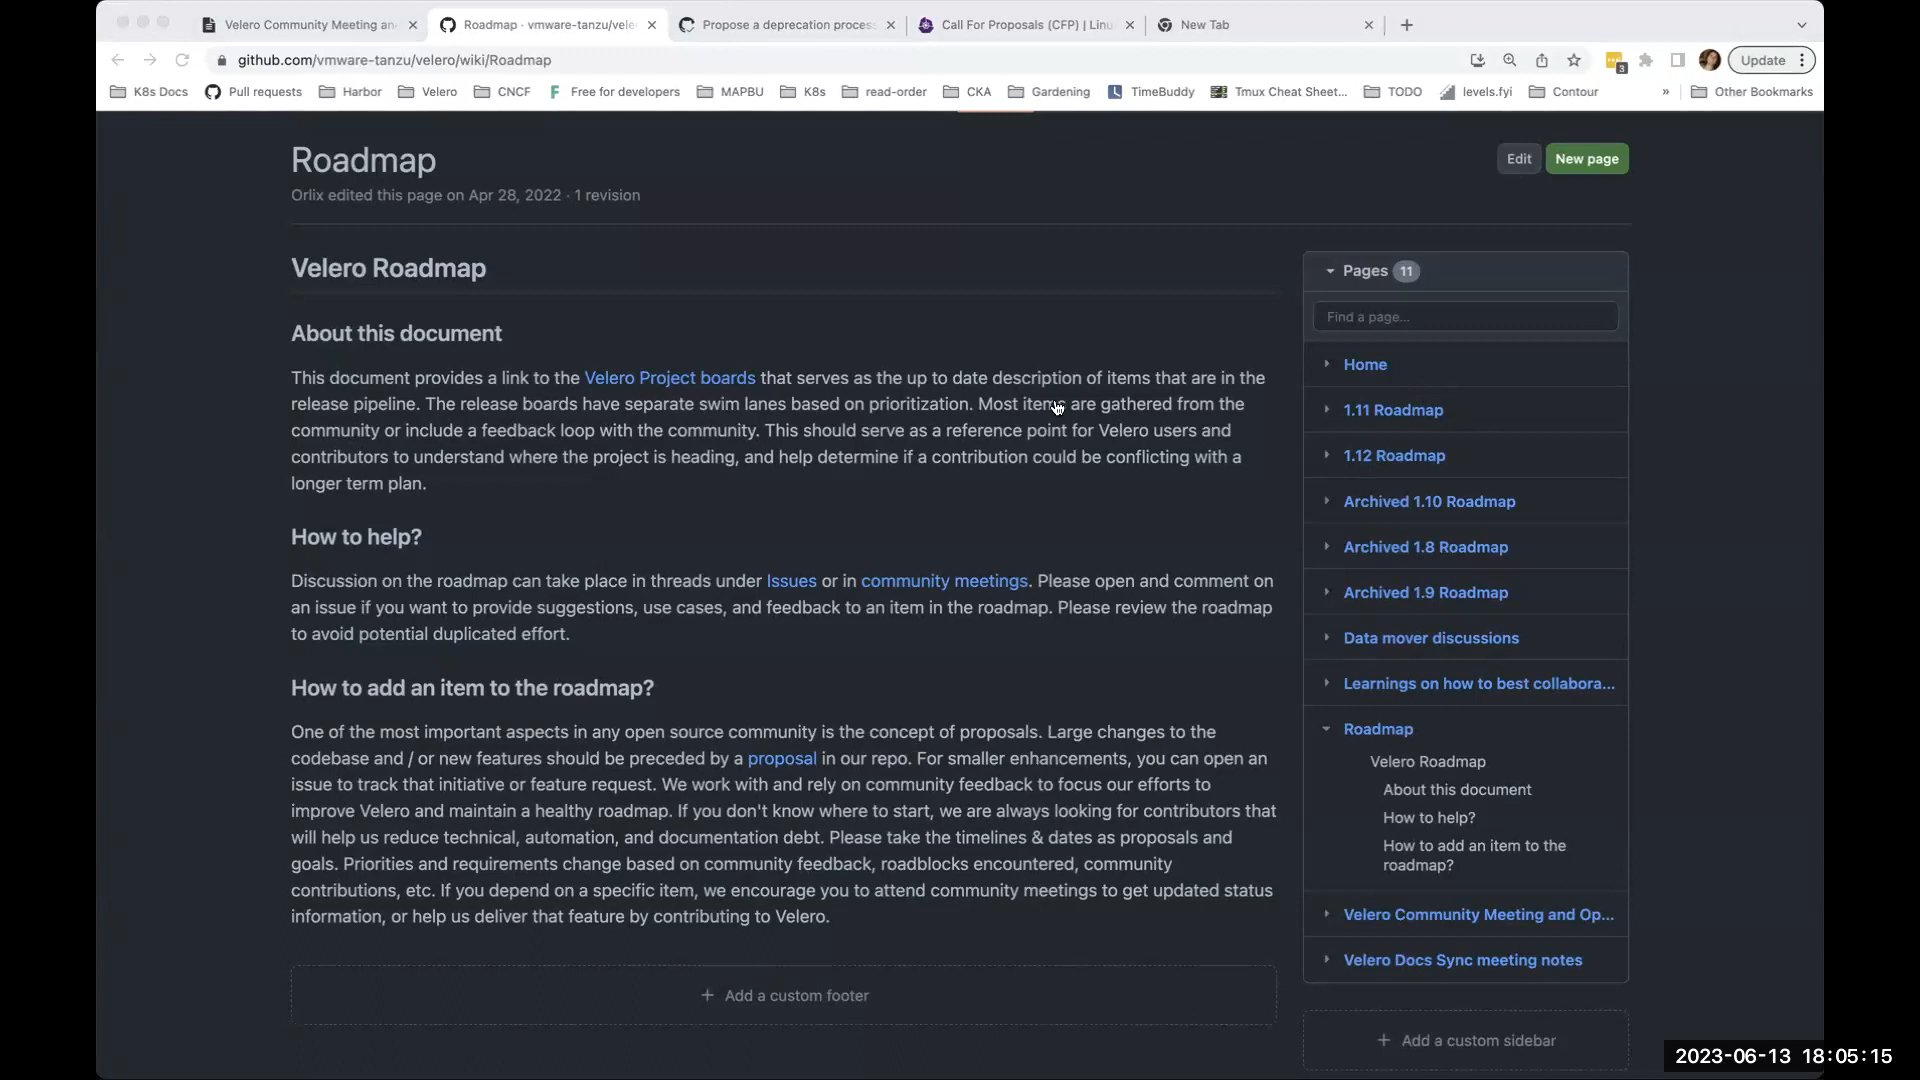 Velero Community Meeting an
Roadmap · vmware-tanzu/vele
Propose a deprecation process
Call For Proposals (CFP) | Linu
New Tab
github.com/vmware-tanzu/velero/wiki/Roadmap
3
Update
K8s Docs
Pull requests
Harbor
Velero
CNCF
Free for developers
MAPBU
K8s
read-order
CKA
Gardening
TimeBuddy
Tmux Cheat Sheet...
TODO
levels.fyi
Contour
»
Other Bookmarks
Roadmap
Edit
New page
Orlix edited this page on Apr 28, 2022 · 1 revision
Velero Roadmap
About this document
This document provides a link to the Velero Project boards that serves as the up to date description of items that are in the
release pipeline. The release boards have separate swim lanes based on prioritization. Most items are gathered from the
community or include a feedback loop with the community. This should serve as a reference point for Velero users and
contributors to understand where the project is heading, and help determine if a contribution could be conflicting with a
longer term plan.
How to help?
Discussion on the roadmap can take place in threads under Issues or in community meetings. Please open and comment on
an issue if you want to provide suggestions, use cases, and feedback to an item in the roadmap. Please review the roadmap
to avoid potential duplicated effort.
How to add an item to the roadmap?
One of the most important aspects in any open source community is the concept of proposals. Large changes to the
codebase and / or new features should be preceded by a proposal in our repo. For smaller enhancements, you can open an
issue to track that initiative or feature request. We work with and rely on community feedback to focus our efforts to
improve Velero and maintain a healthy roadmap. If you don't know where to start, we are always looking for contributors that
will help us reduce technical, automation, and documentation debt. Please take the timelines & dates as proposals and
goals. Priorities and requirements change based on community feedback, roadblocks encountered, community
contributions, etc. If you depend on a specific item, we encourage you to attend community meetings to get updated status
information, or help us deliver that feature by contributing to Velero.
Add a custom footer
Pages 11
Find a page...
Home
1.11 Roadmap
1.12 Roadmap
Archived 1.10 Roadmap
Archived 1.8 Roadmap
Archived 1.9 Roadmap
Data mover discussions
Learnings on how to best collabora...
Roadmap
Velero Roadmap
About this document
How to help?
How to add an item to the
roadmap?
Velero Community Meeting and Op...
Velero Docs Sync meeting notes
Add a custom sidebar
2023-06-13 18:05:15